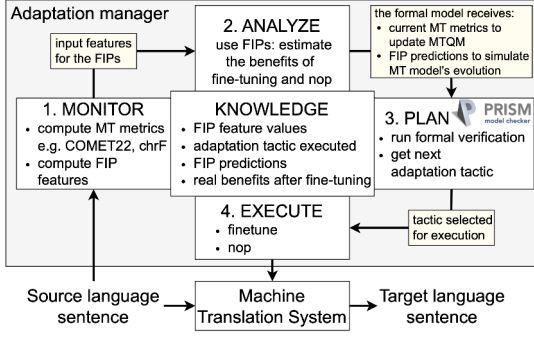 Adaptation manager
input features
for the FIPs
2. ANALYZE
use FIPs: estimate
the benefits of
fine-tuning and nop
the formal model receives:
• current MT metrics to
update MTQM
• FIP predictions to simulate
MT model's evolution
1. MONITOR
• compute MT metrics
e.g. COMET22, chrF
• compute FIP
features
KNOWLEDGE
• FIP feature values
• adaptation tactic executed
• FIP predictions
• real benefits after fine-tuning
3. PLAN
PRISM
model checker
• run formal verification
• get next
adaptation tactic
4. EXECUTE
• finetune
• nop
tactic selected
for execution
Source language
sentence
Machine
Translation System
Target language
sentence